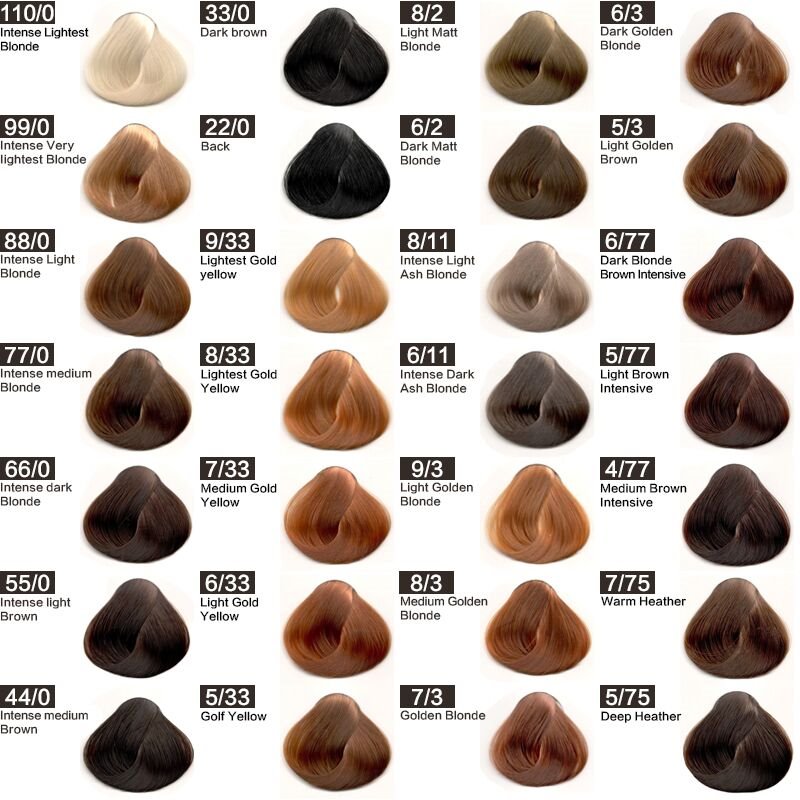 110/0
Intense Lightest
Blonde
99/0
Intense Very
lightest Blonde
88/0
Intense Light
Blonde
77/0
Intense medium
Blonde
66/0
Intense dark
Blonde
55/0
Intense light
Brown
44/0
Intense medium
Brown
33/0
Dark brown
22/0
Back
9/33
Lightest Gold
yellow
8/33
Lightest Gold
Yellow
7/33
Medium Gold
Yellow
6/33
Light Gold
Yellow
5/33
Golf Yellow
8/2
Light Matt
Blonde
6/2
Dark Matt
Blonde
8/11
Intense Light
Ash Blonde
6/11
Intense Dark
Ash Blonde
9/3
Light Golden
Blonde
8/3
Medium Golden
Blonde
7/3
Golden Blonde
6/3
Dark Golden
Blonde
5/3
Light Golden
Brown
6/77
Dark Blonde
Brown Intensive
5/77
Light Brown
Intensive
4/77
Medium Brown
Intensive
7/75
Warm Heather
5/75
Deep Heather